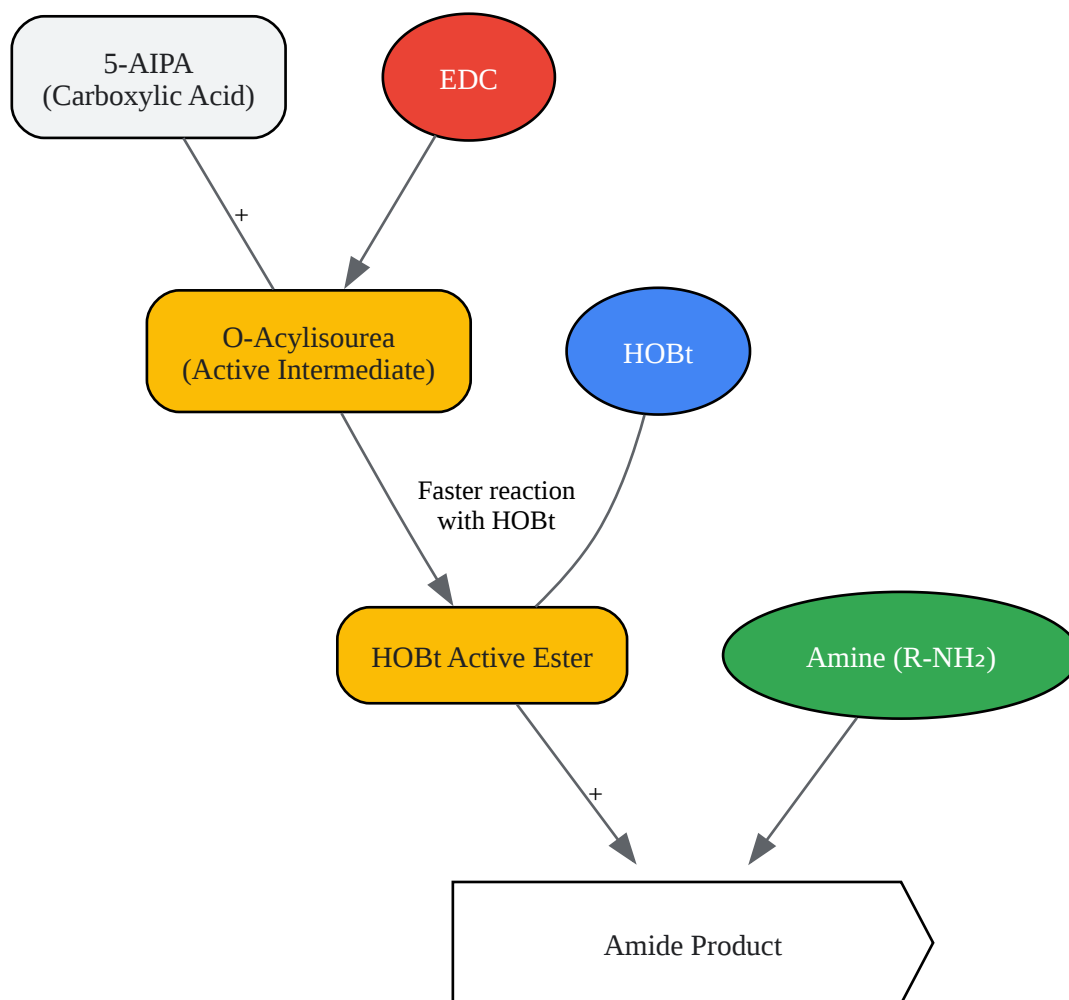 5-AIPA
(Carboxylic Acid)
EDC
+
O-Acylisourea
(Active Intermediate)
HOBt
Faster reaction
with HOBt
HOBt Active Ester
Amine (R-NH₂)
+
Amide Product